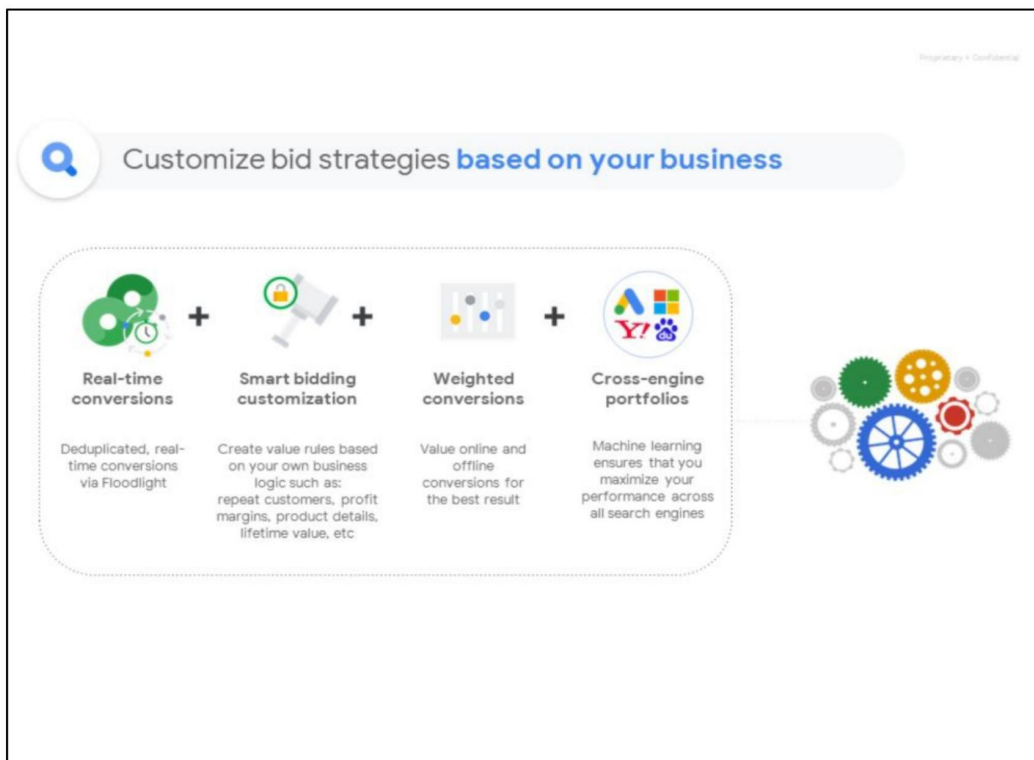 Proprietary + Confidential
Customize bid strategies based on your business
Real-time
conversions
Deduplicated, real-
time conversions
via Floodlight
Smart bidding
customization
Create value rules based
on your own business
logic such as:
repeat customers, profit
margins, product details,
lifetime value, etc
Weighted
conversions
Value online and
offline
conversions for
the best result
Y!
du
Cross-engine
portfolios
Machine learning
ensures that you
maximize your
performance across
all search engines